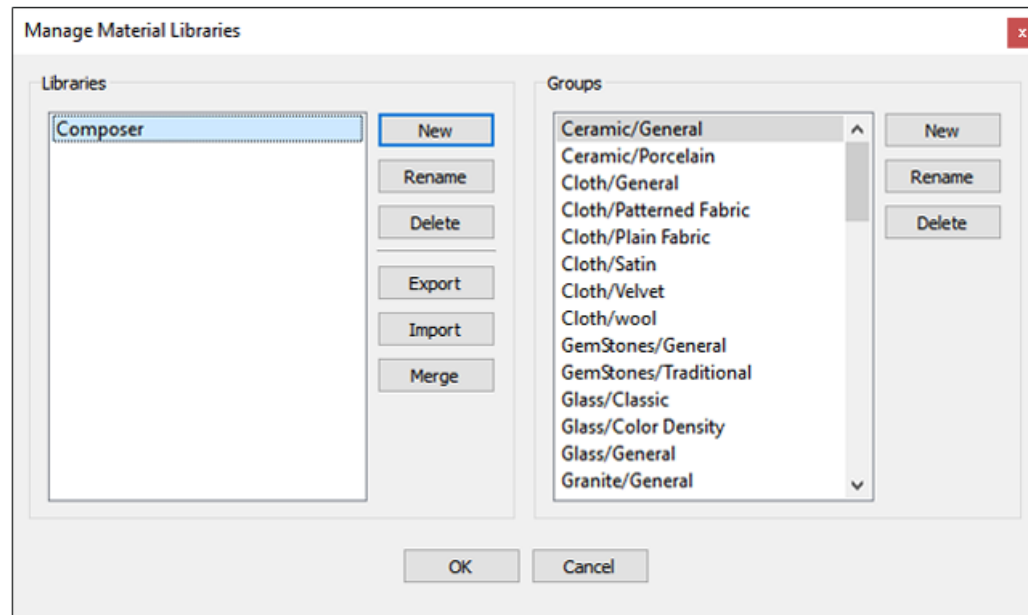 Manage Material Libraries
x
Libraries
Composer
New
Rename
Delete
Export
Import
Merge
Groups
Ceramic/General
Ceramic/Porcelain
Cloth/General
Cloth/Patterned Fabric
Cloth/Plain Fabric
Cloth/Satin
Cloth/Velvet
Cloth/wool
GemStones/General
GemStones/Traditional
Glass/Classic
Glass/Color Density
Glass/General
Granite/General
New
Rename
Delete
OK
Cancel